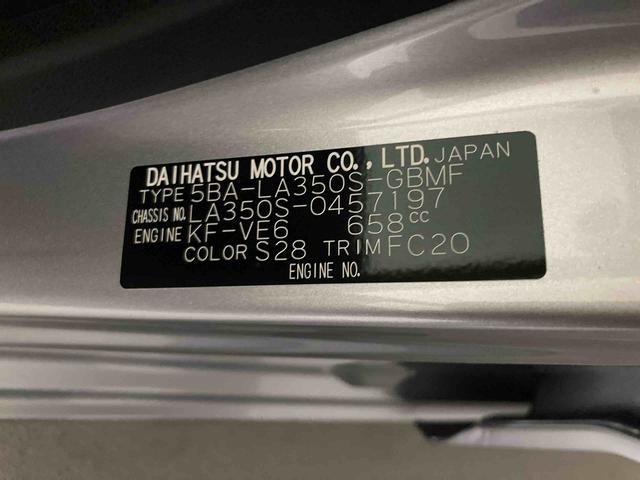 DAIHATSU MOTOR CO.,LTD. JAPAN
TYPE 5BA-LA350S-GBMF
CHASSIS NO. LA350S-0457197
ENGINE KF-VE6 658cc
COLOR S28 TRIM FC20
ENGINE NO.